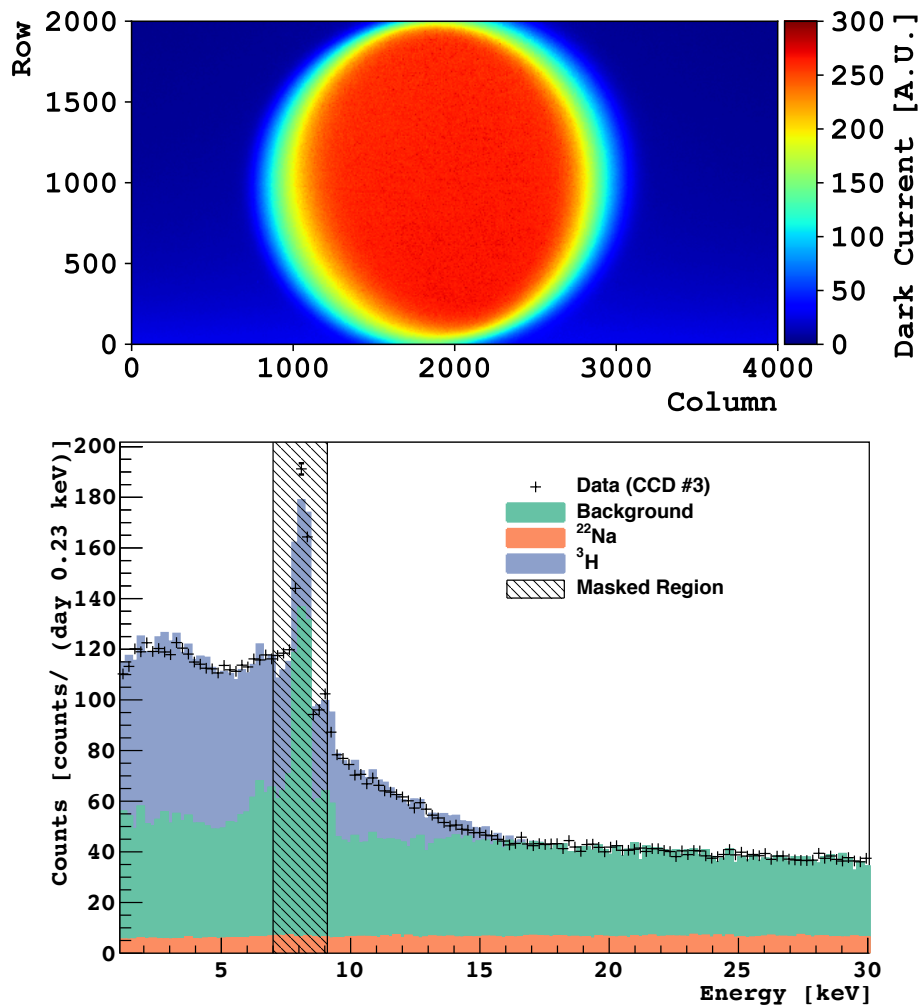 Row
2000
1500
1000
500
0
0 1000 2000 3000 4000
Column
300
250
200
150
100
50
0
Dark Current [A.U.]
Counts [counts/ (day 0.23 keV)]
200
180
160
140
120
100
80
60
40
20
0
Data (CCD #3)
Background
²²Na
³H
Masked Region
5 10 15 20 25 30
Energy [keV]